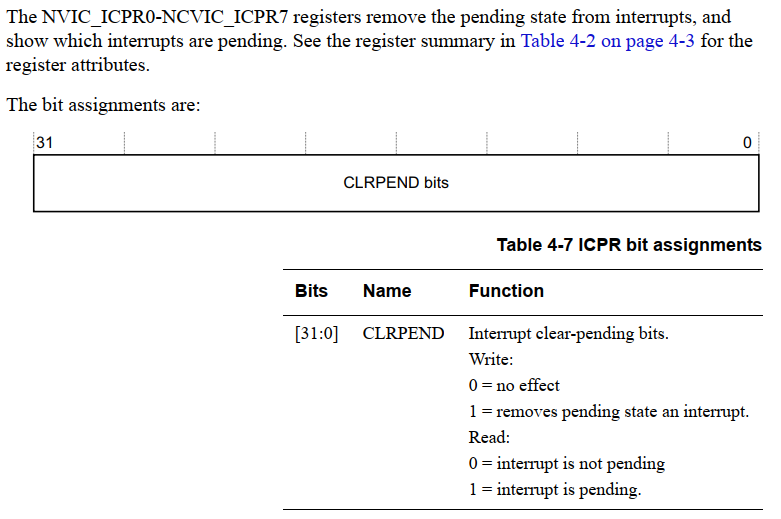 The NVIC_ICPR0-NCVIC_ICPR7 registers remove the pending state from interrupts, and
show which interrupts are pending. See the register summary in Table 4-2 on page 4-3 for the
register attributes.
The bit assignments are:
31 0
CLRPEND bits
Table 4-7 ICPR bit assignments
Bits Name Function
[31:0] CLRPEND Interrupt clear-pending bits.
Write:
0 = no effect
1 = removes pending state an interrupt.
Read:
0 = interrupt is not pending
1 = interrupt is pending.